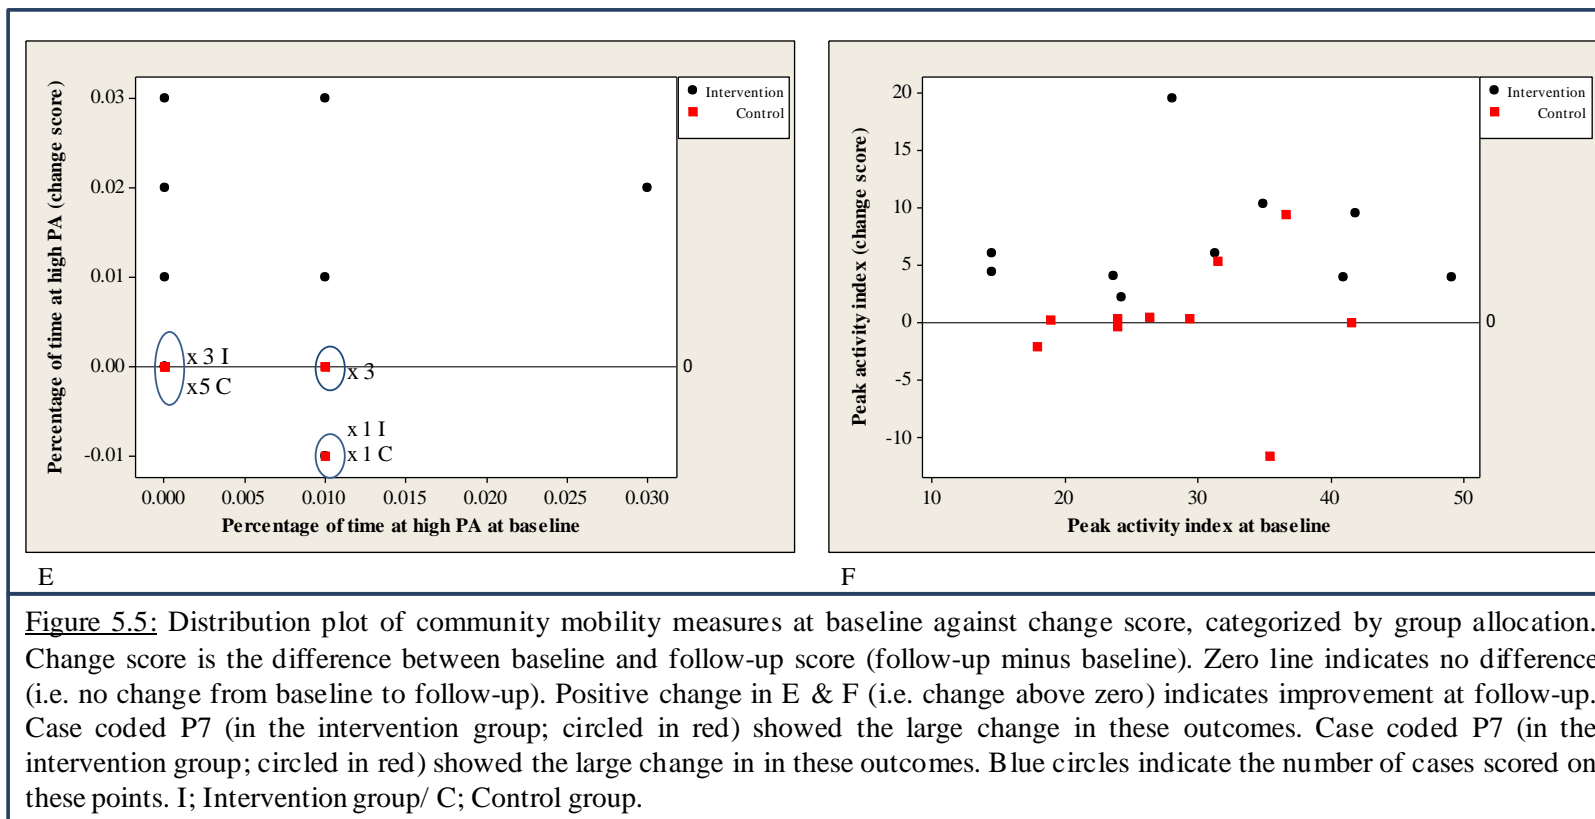 Percentage of time at high PA (change score)
0.03
0.02
0.01
0.00
-0.01
x 3 I
x5 C
x 3
x 1 I
x 1 C
0
0.000 0.005 0.010 0.015 0.020 0.025 0.030
Percentage of time at high PA at baseline
Intervention
Control
E
Peak activity index (change score)
20
15
10
5
0
-5
-10
0
10 20 30 40 50
Peak activity index at baseline
Intervention
Control
F
Figure 5.5: Distribution plot of community mobility measures at baseline against change score, categorized by group allocation.
Change score is the difference between baseline and follow-up score (follow-up minus baseline). Zero line indicates no difference
(i.e. no change from baseline to follow-up). Positive change in E & F (i.e. change above zero) indicates improvement at follow-up.
Case coded P7 (in the intervention group; circled in red) showed the large change in these outcomes. Case coded P7 (in the
intervention group; circled in red) showed the large change in in these outcomes. Blue circles indicate the number of cases scored on
these points. I; Intervention group/ C; Control group.